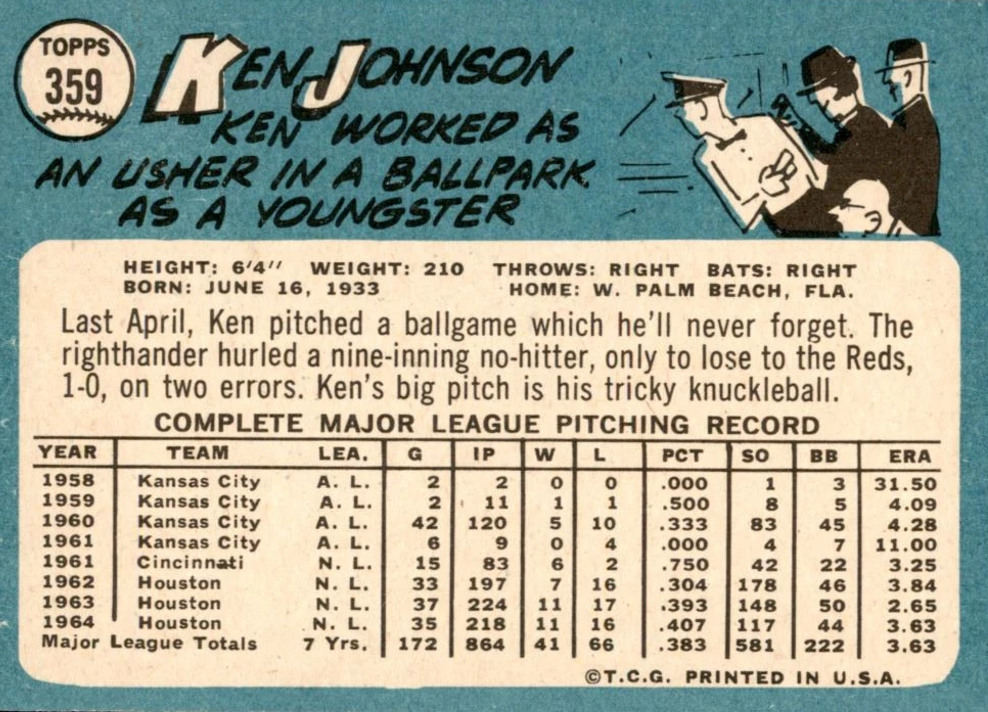 TOPPS
359
KEN JOHNSON
KEN WORKED AS
AN USHER IN A BALLPARK
AS A YOUNGSTER
HEIGHT: 6'4" WEIGHT: 210 THROWS: RIGHT BATS: RIGHT
BORN: JUNE 16, 1933 HOME: W. PALM BEACH, FLA.
Last April, Ken pitched a ballgame which he'll never forget. The
righthander hurled a nine-inning no-hitter, only to lose to the Reds,
1-0, on two errors. Ken's big pitch is his tricky knuckleball.
COMPLETE MAJOR LEAGUE PITCHING RECORD
YEAR TEAM LEA. G IP W L PCT SO BB ERA
1958 Kansas City A. L. 2 2 0 0 .000 1 3 31.50
1959 Kansas City A. L. 2 11 1 1 .500 8 5 4.09
1960 Kansas City A. L. 42 120 5 10 .333 83 45 4.28
1961 Kansas City A. L. 6 9 0 4 .000 4 7 11.00
1961 Cincinnati N. L. 15 83 6 2 .750 42 22 3.25
1962 Houston N. L. 33 197 7 16 .304 178 46 3.84
1963 Houston N. L. 37 224 11 17 .393 148 50 2.65
1964 Houston N. L. 35 218 11 16 .407 117 44 3.63
Major League Totals 7 Yrs. 172 864 41 66 .383 581 222 3.63
©T.C.G. PRINTED IN U.S.A.